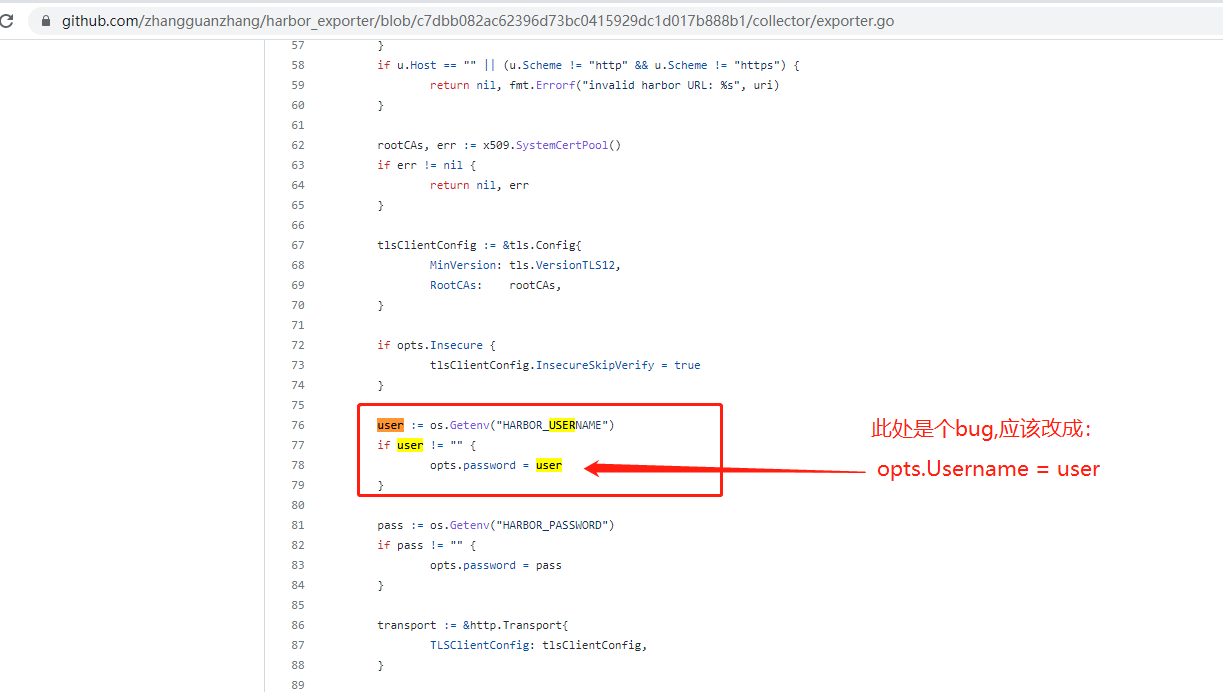 github.com/zhangguanzhang/harbor_exporter/blob/c7dbb082ac62396d73bc0415929dc1d017b888b1/collector/exporter.go
57 }
58 if u.Host == "" || (u.Scheme != "http" && u.Scheme != "https") {
59 return nil, fmt.Errorf("invalid harbor URL: %s", uri)
60 }
61
62 rootCAs, err := x509.SystemCertPool()
63 if err != nil {
64 return nil, err
65 }
66
67 tlsClientConfig := &tls.Config{
68 MinVersion: tls.VersionTLS12,
69 RootCAs: rootCAs,
70 }
71
72 if opts.Insecure {
73 tlsClientConfig.InsecureSkipVerify = true
74 }
75
76 user := os.Getenv("HARBOR_USERNAME")
77 if user != "" {
78 opts.password = user
79 }
80
81 pass := os.Getenv("HARBOR_PASSWORD")
82 if pass != "" {
83 opts.password = pass
84 }
85
86 transport := &http.Transport{
87 TLSClientConfig: tlsClientConfig,
88 }
89
此处是个bug,应该改成:
opts.Username = user